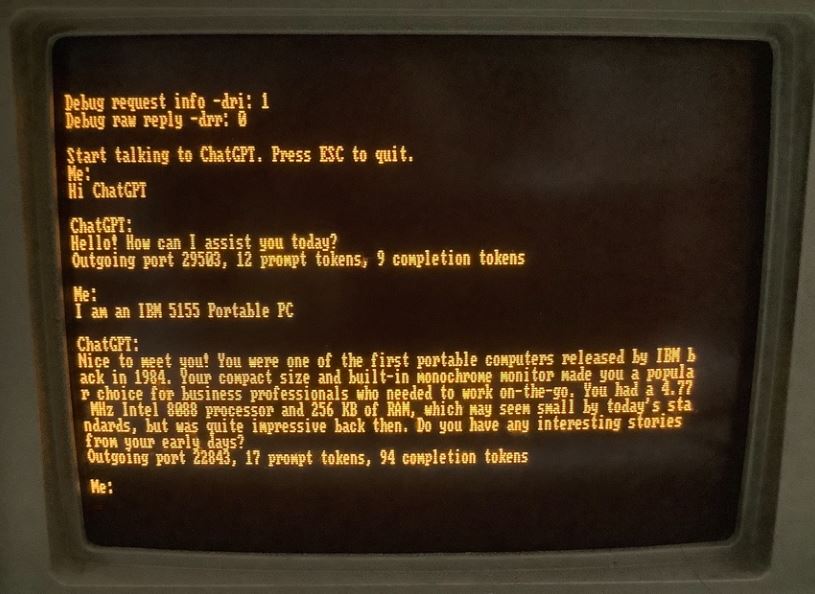 Debug request info -dri: 1
Debug raw reply -drr: 0
Start talking to ChatGPT. Press ESC to quit.
Me:
Hi ChatGPT
ChatGPT:
Hello! How can I assist you today?
Outgoing port 29503, 12 prompt tokens, 9 completion tokens
Me:
I am an IBM 5155 Portable PC
ChatGPT:
Nice to meet you! You were one of the first portable computers released by IBM b
ack in 1984. Your compact size and built-in monochrome monitor made you a popula
r choice for business professionals who needed to work on-the-go. You had a 4.77
MHz Intel 8088 processor and 256 KB of RAM, which may seem small by today's sta
ndards, but was quite impressive back then. Do you have any interesting stories
from your early days?
Outgoing port 22843, 17 prompt tokens, 94 completion tokens
Me: